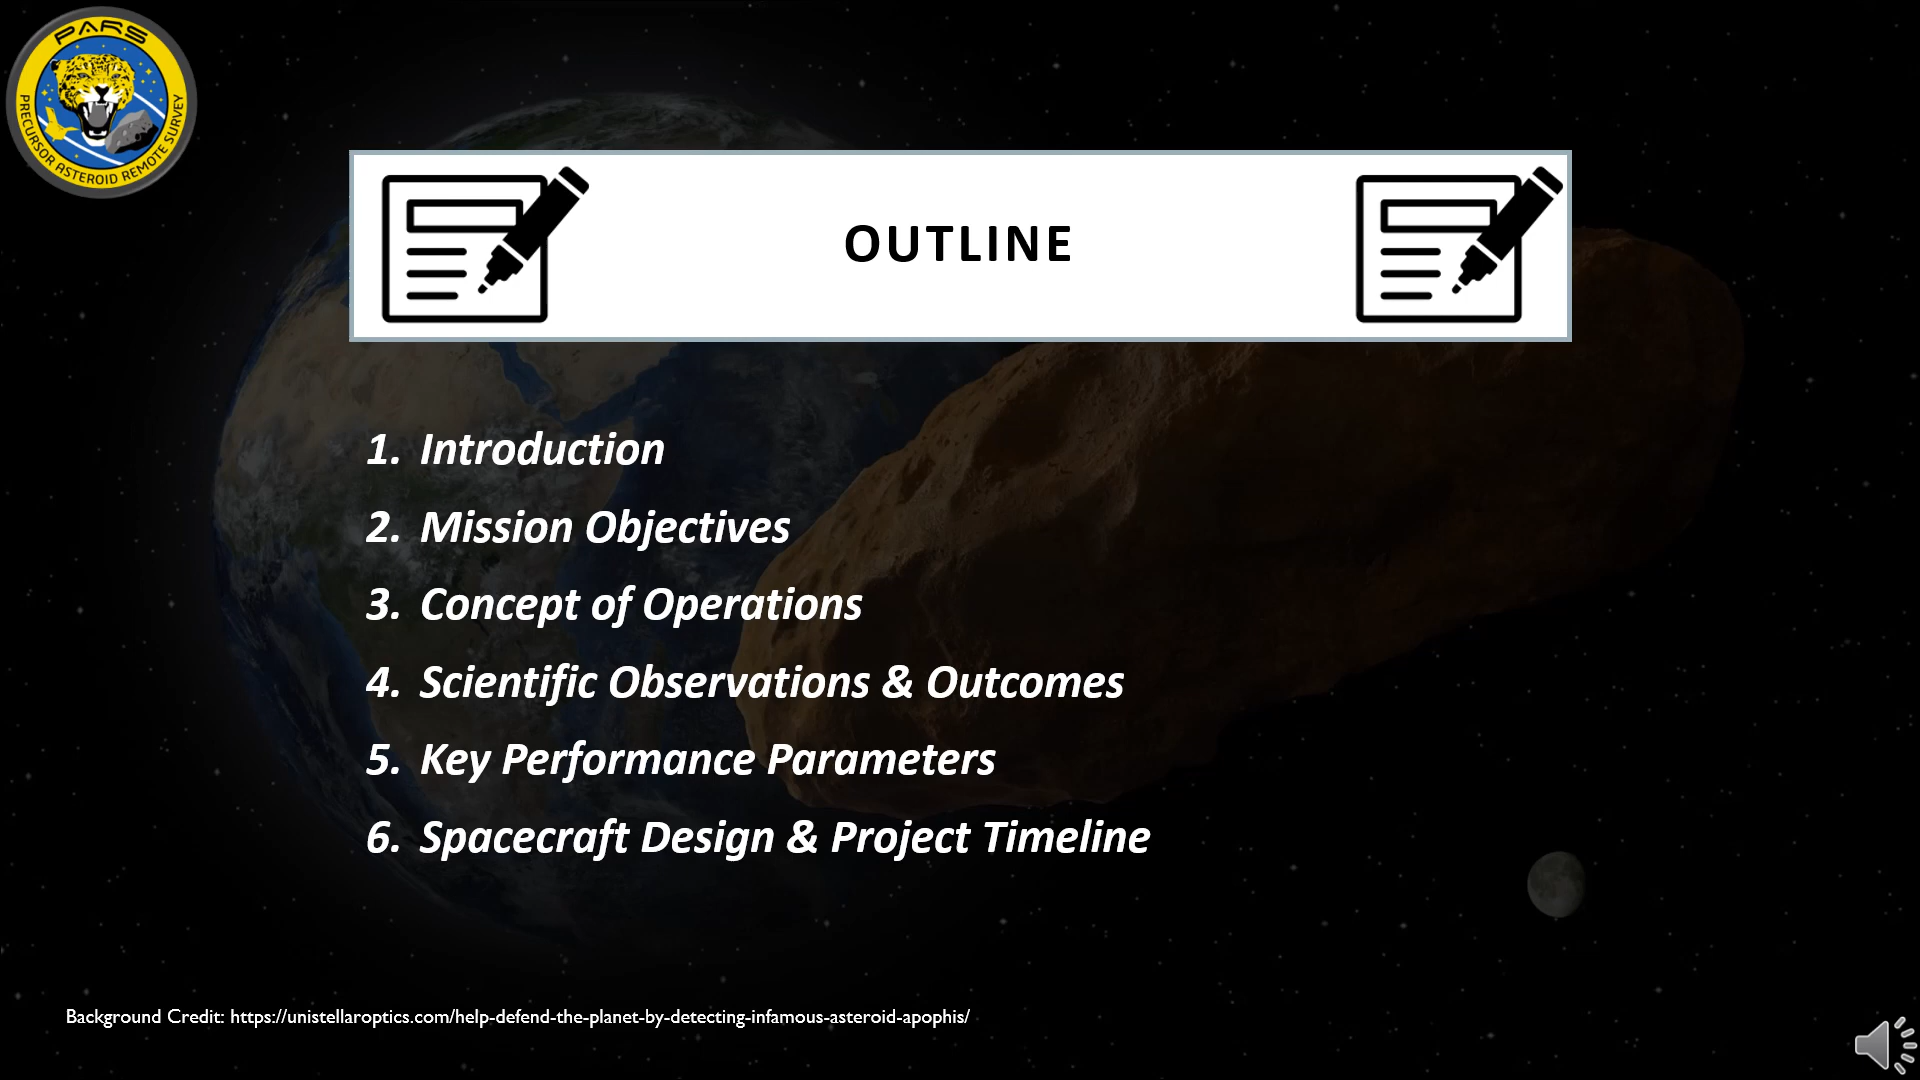 PARS
PRECURSOR ASTEROID REMOTE SURVEY
OUTLINE
1. Introduction
2. Mission Objectives
3. Concept of Operations
4. Scientific Observations & Outcomes
5. Key Performance Parameters
6. Spacecraft Design & Project Timeline
Background Credit: https://unistellaroptics.com/help-defend-the-planet-by-detecting-infamous-asteroid-apophis/